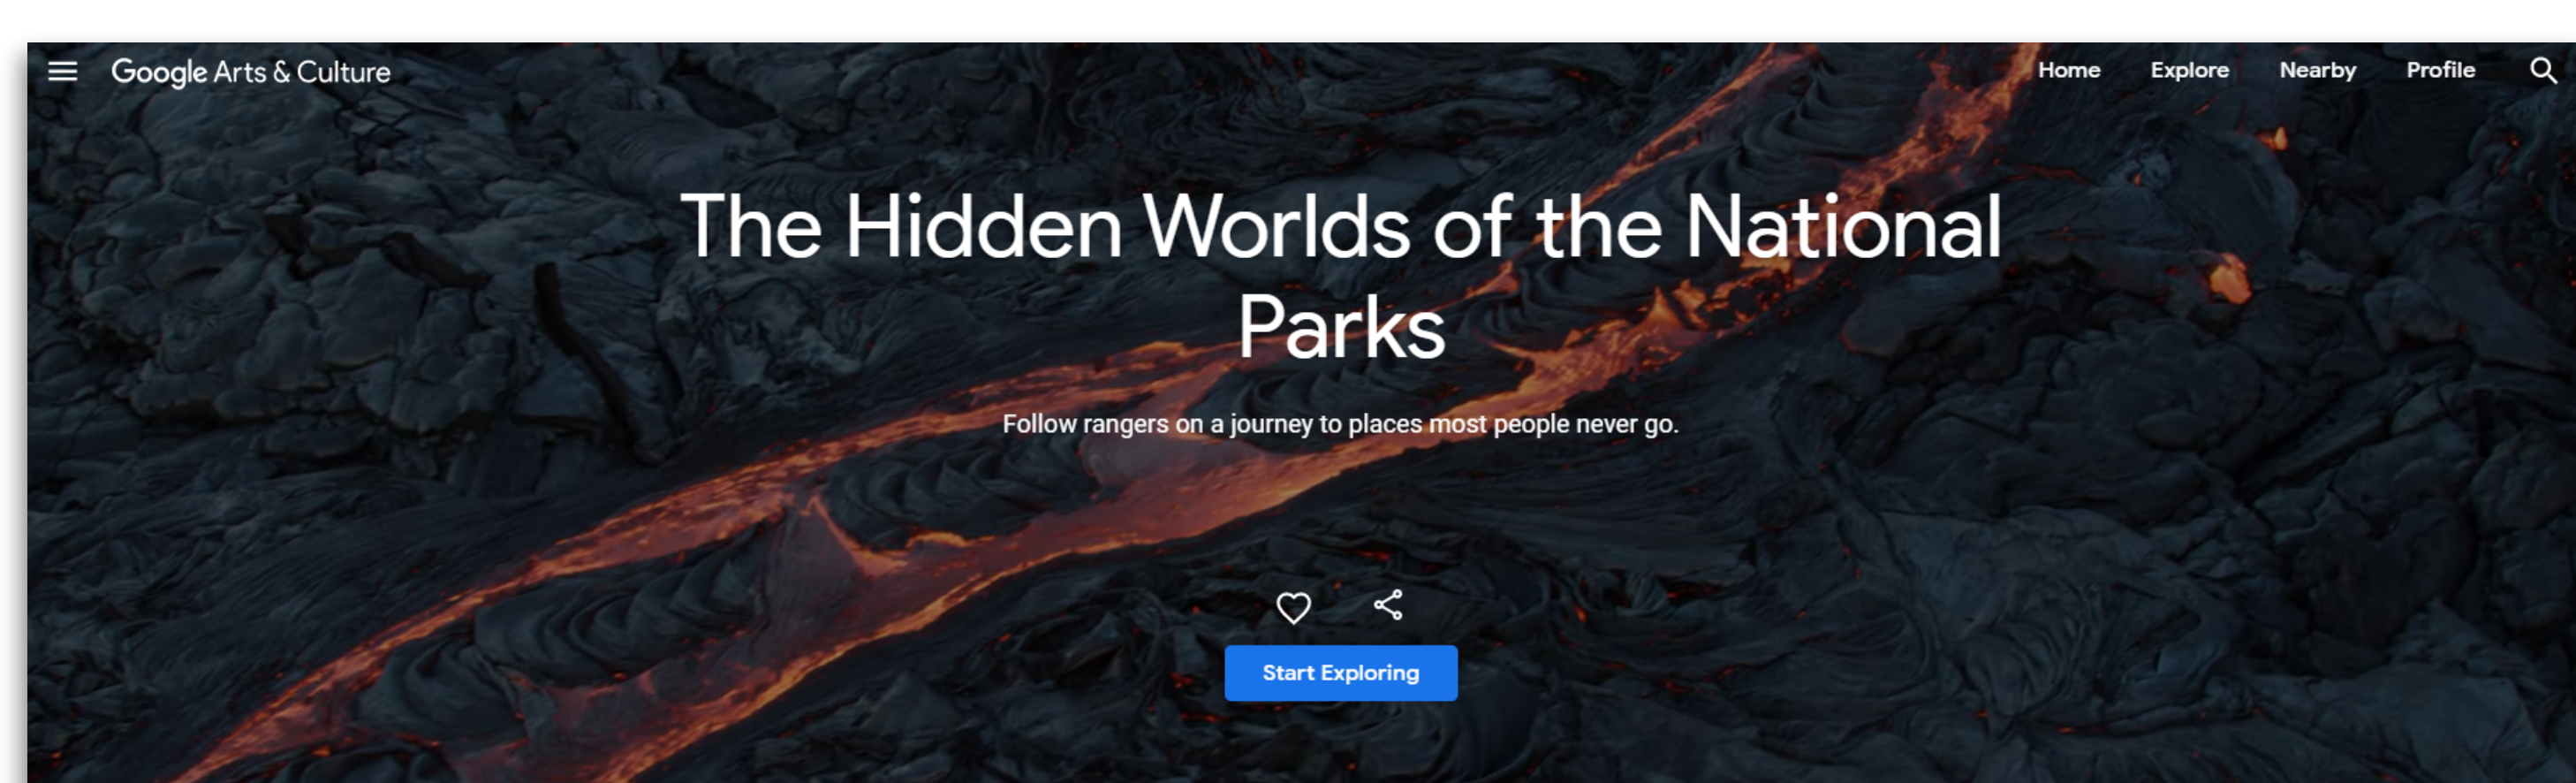 Google Arts & Culture
Home Explore Nearby Profile
The Hidden Worlds of the National
Parks
Follow rangers on a journey to places most people never go.
Start Exploring